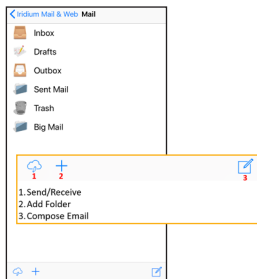 Iridium Mail & Web Mail
Inbox
Drafts
Outbox
Sent Mail
Trash
Big Mail
1 2 3
1.Send/Receive
2.Add Folder
3.Compose Email